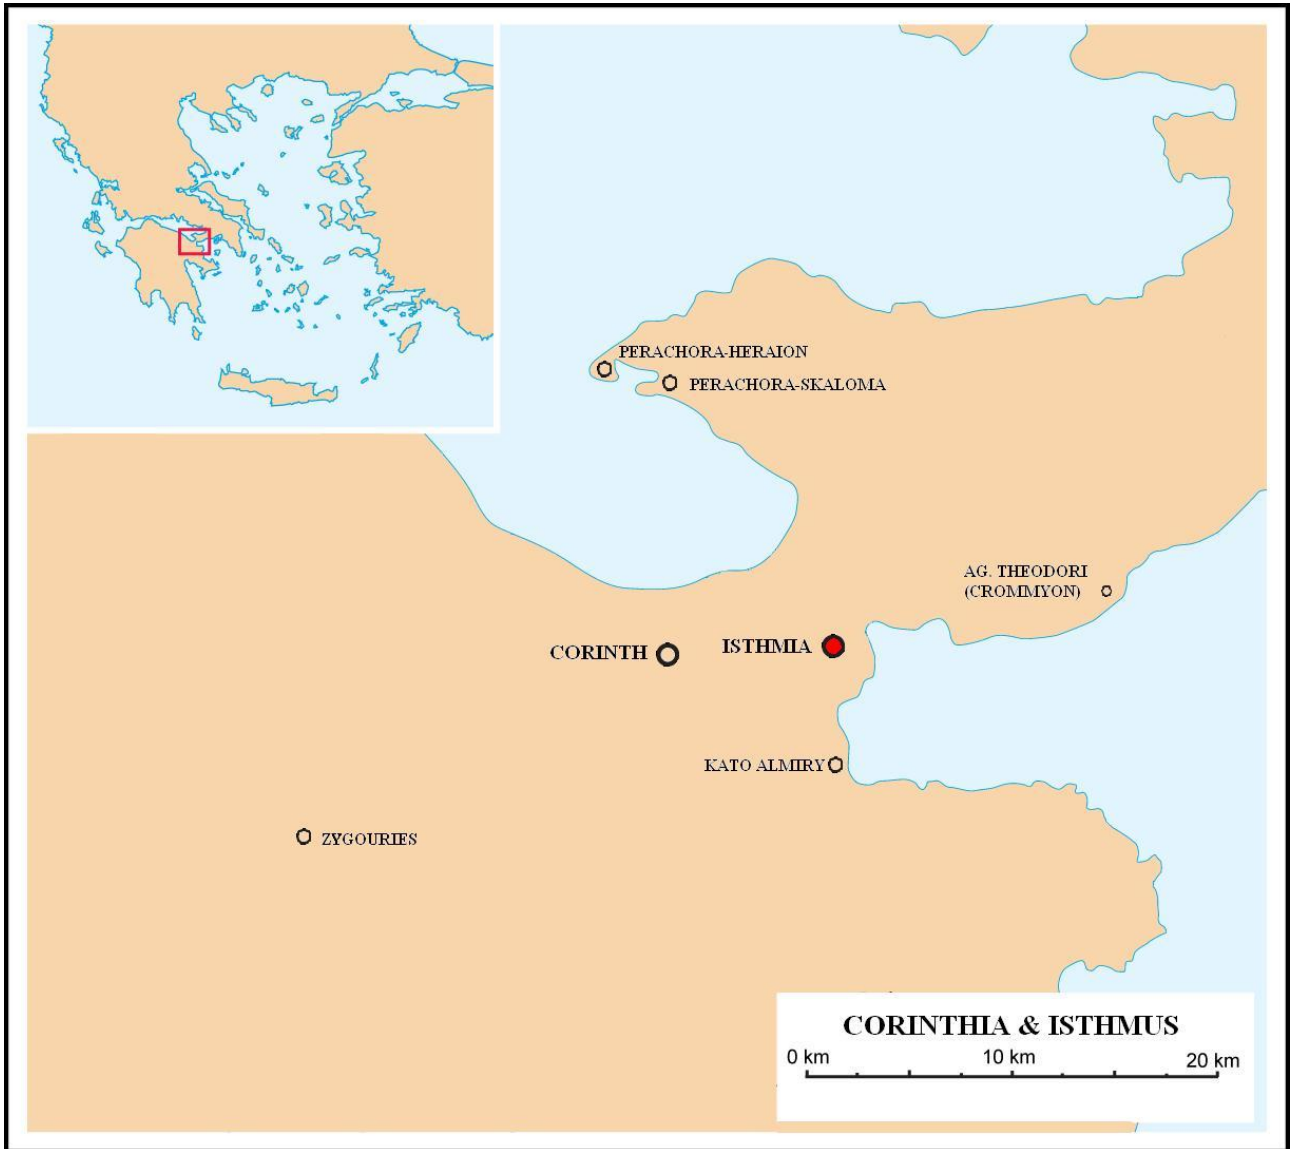 PERACHORA-HERAION
PERACHORA-SKALOMA
AG. THEODORI
(CROMMYON)
CORINTH
ISTHMIA
KATO ALMIRY
ZYGOURIES
CORINTHIA & ISTHMUS
0 km 10 km 20 km